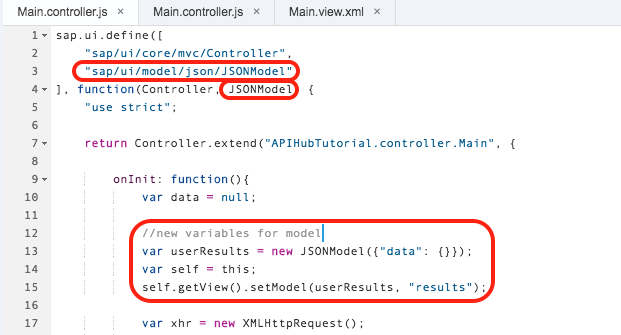 Main.controller.js × Main.controller.js × Main.view.xml ×
1 sap.ui.define([
2 "sap/ui/core/mvc/Controller",
3 "sap/ui/model/json/JSONModel"
4 ], function(Controller, JSONModel) {
5 "use strict";
6
7 return Controller.extend("APIHubTutorial.controller.Main", {
8
9 onInit: function(){
10 var data = null;
11
12 //new variables for model
13 var userResults = new JSONModel({"data": {}});
14 var self = this;
15 self.getView().setModel(userResults, "results");
16
17 var xhr = new XMLHttpRequest();